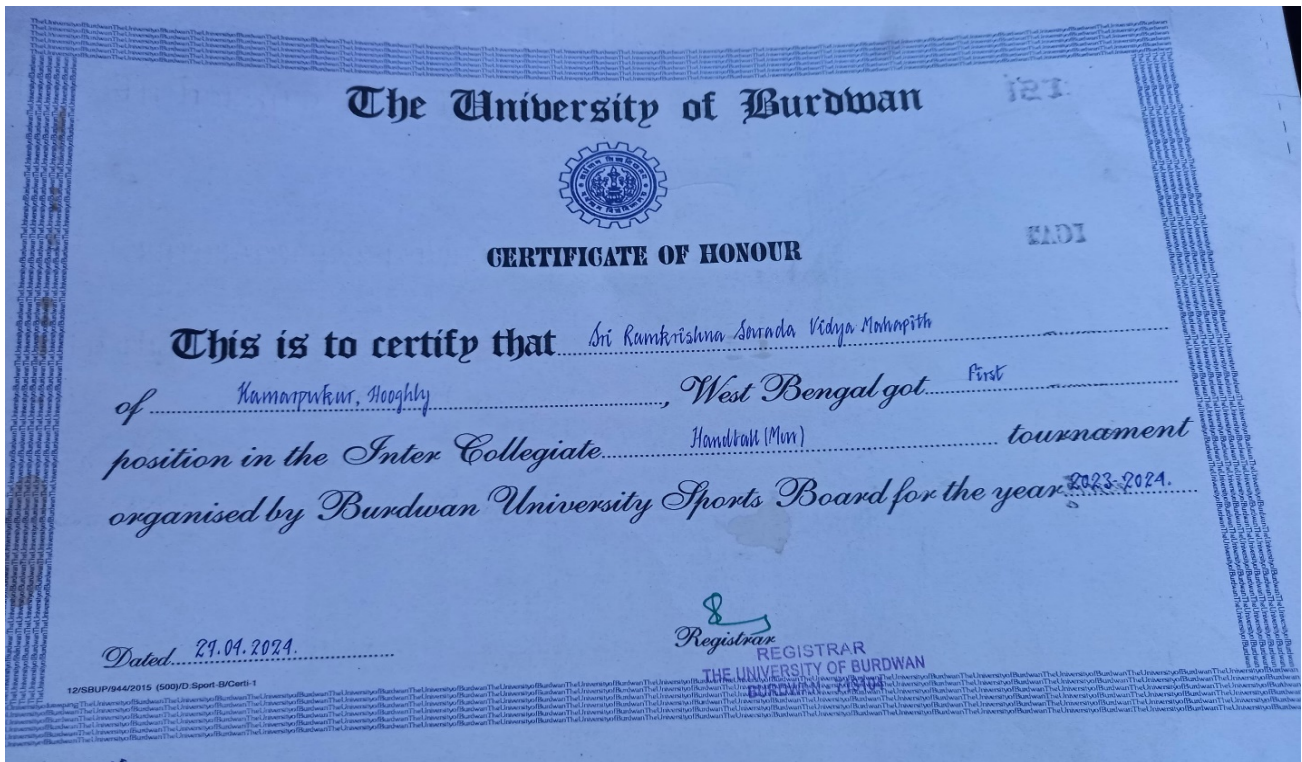 The University of Burdwan
CERTIFICATE OF HONOUR
This is to certify that Sri Ramkrishna Sarada Vidya Mahapith
of Kamarpukur, Hooghly, West Bengal got First
position in the Inter Collegiate Handball (Men) tournament
organised by Burdwan University Sports Board for the year 2023-2024.
Dated 27.09.2024.
Registrar
REGISTRAR
THE UNIVERSITY OF BURDWAN
BURDWAN - 713104
12/SBUP/944/2015 (500)/D:Sport-B/Certi-1